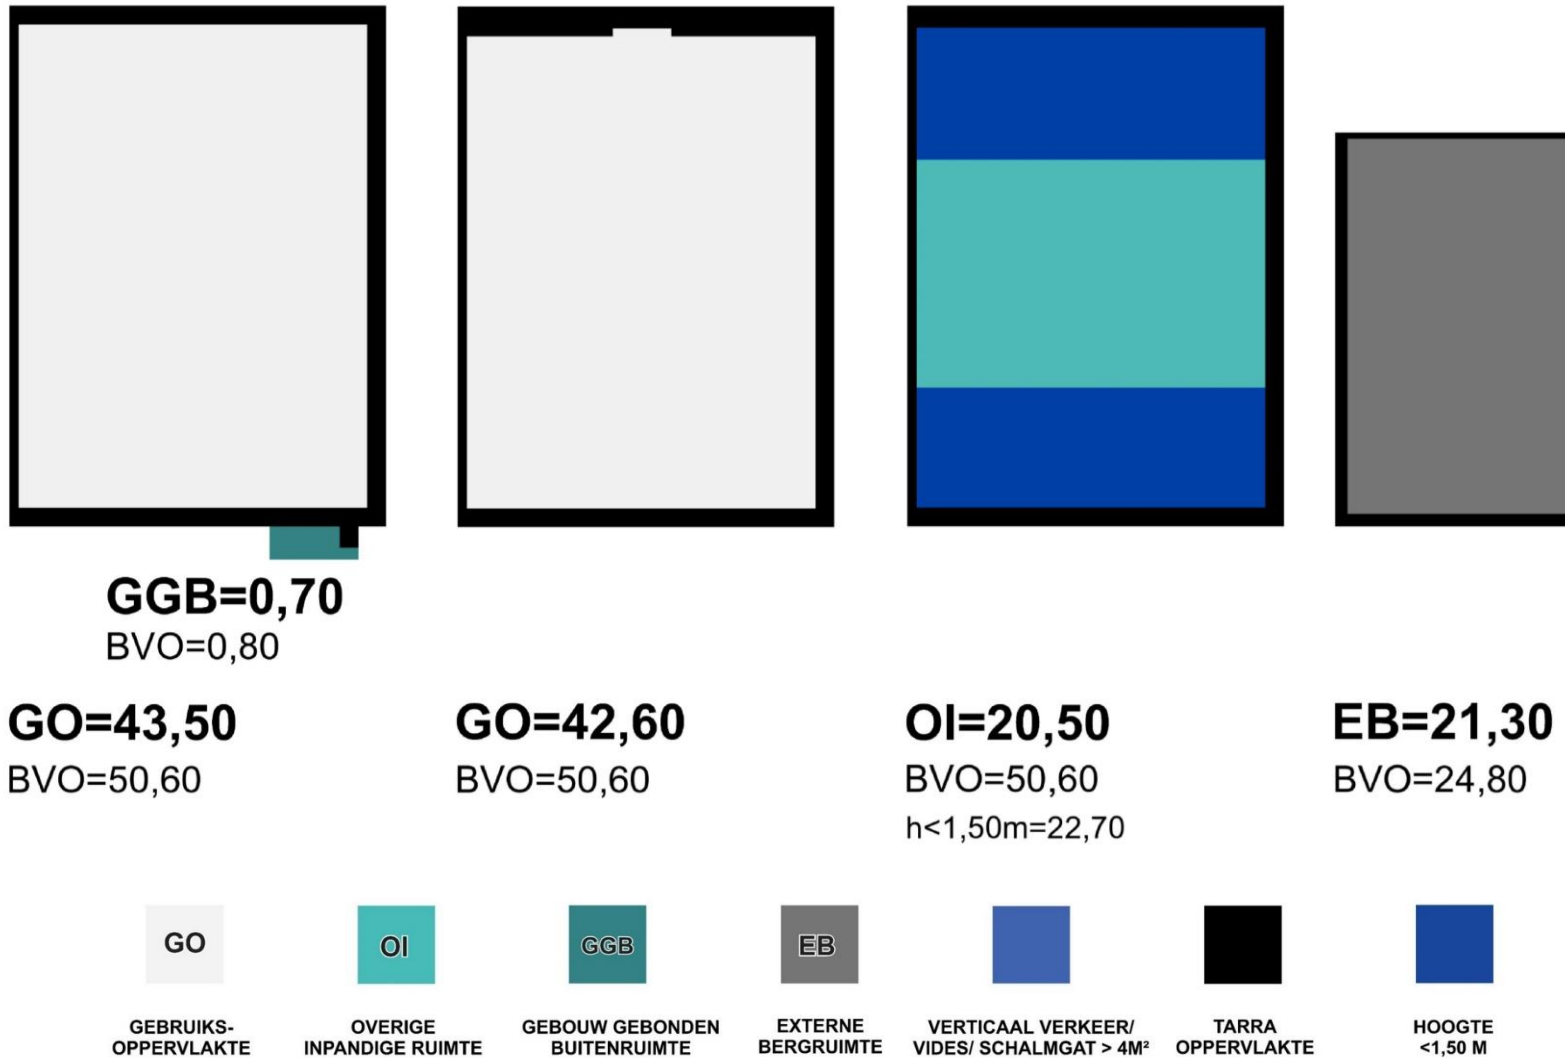 GGB=0,70
BVO=0,80
GO=43,50
BVO=50,60
GO=42,60
BVO=50,60
OI=20,50
BVO=50,60
h<1,50m=22,70
EB=21,30
BVO=24,80
GO
GEBRUIKS-
OPPERVLAKTE
OI
OVERIGE
INPANDIGE RUIMTE
GGB
GEBOUW GEBONDEN
BUITENRUIMTE
EB
EXTERNE
BERGRUIMTE
VERTICAAL VERKEER/
VIDES/ SCHALMGAT > 4M²
TARRA
OPPERVLAKTE
HOOGTE
<1,50 M